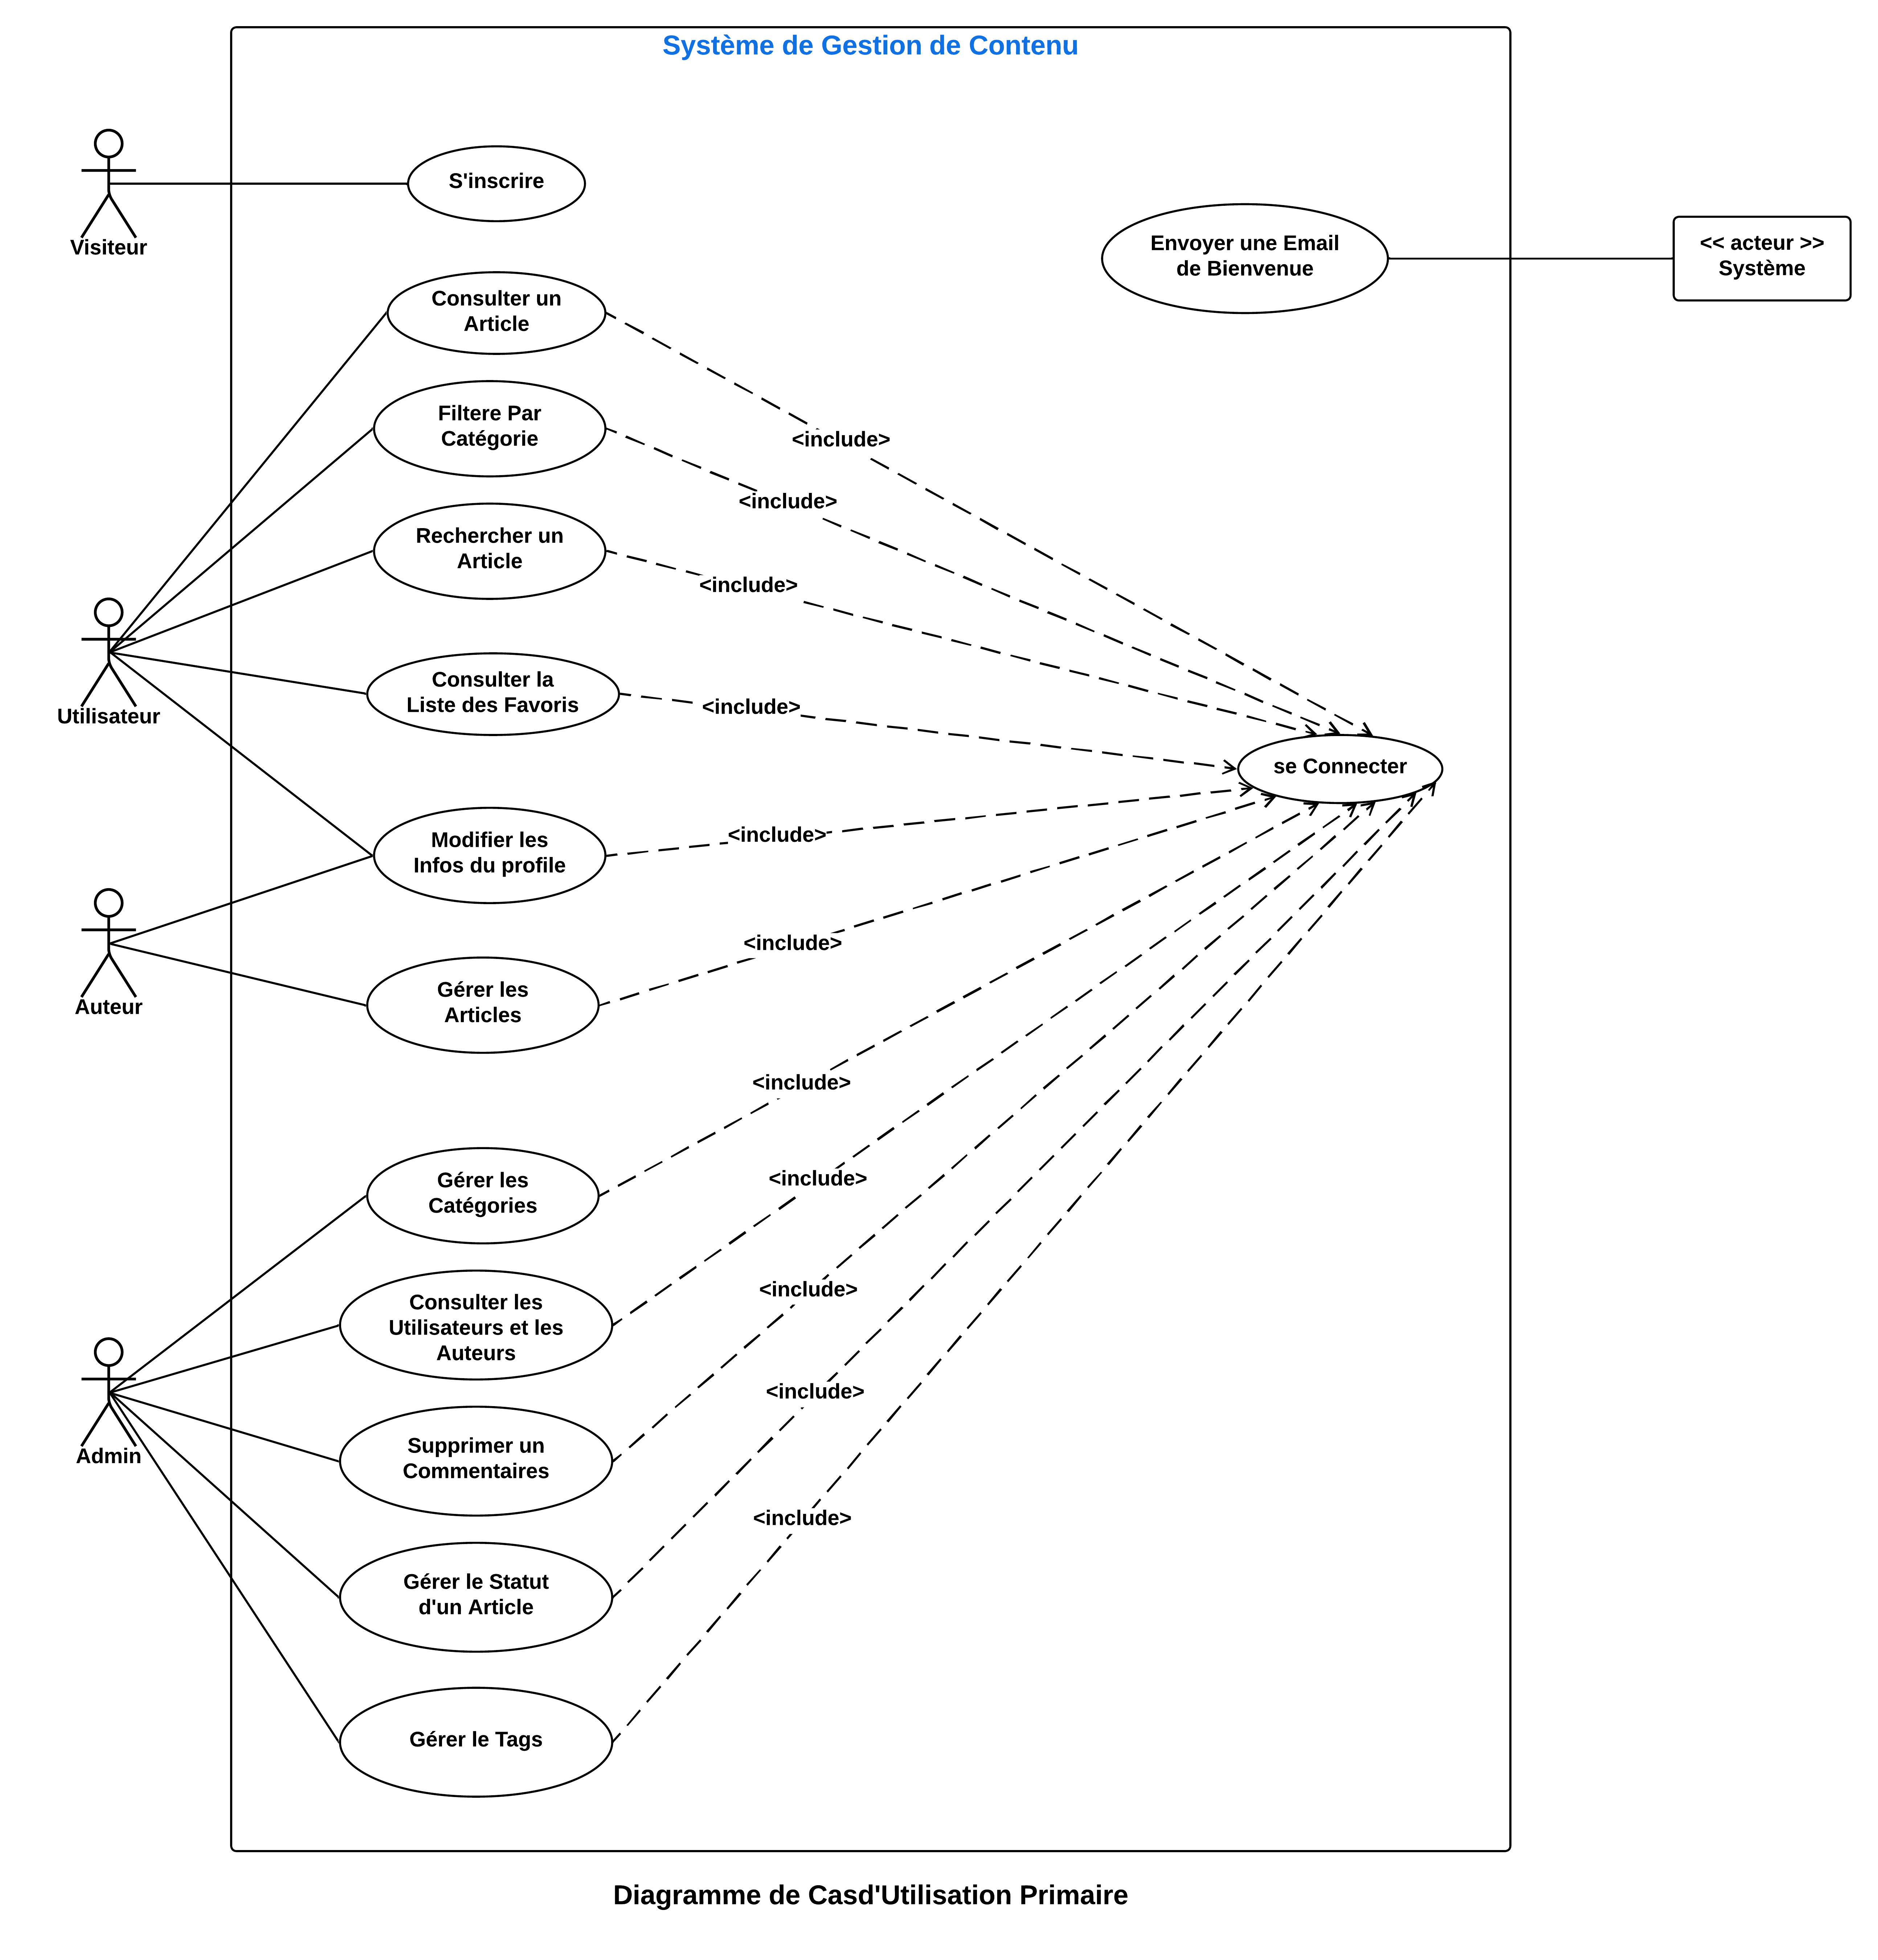 Système de Gestion de Contenu
Visiteur
S'inscrire
Envoyer une Email
de Bienvenue
<< acteur >>
Système
Consulter un
Article
<include>
Filtere Par
Catégorie
<include>
Rechercher un
Article
<include>
Utilisateur
Consulter la
Liste des Favoris
<include>
se Connecter
Modifier les
Infos du profile
<include>
Auteur
Gérer les
Articles
<include>
Gérer les
Catégories
<include>
Consulter les
Utilisateurs et les
Auteurs
<include>
Admin
Supprimer un
Commentaires
<include>
Gérer le Statut
d'un Article
<include>
Gérer le Tags
<include>
Diagramme de Casd'Utilisation Primaire